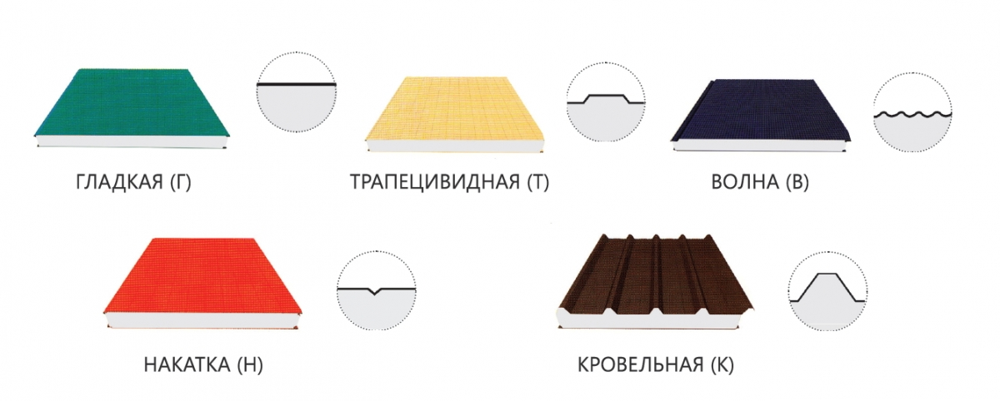 ГЛАДКАЯ (Г)
ТРАПЕЦИВИДНАЯ (Т)
ВОЛНА (В)
НАКАТКА (Н)
КРОВЕЛЬНАЯ (К)